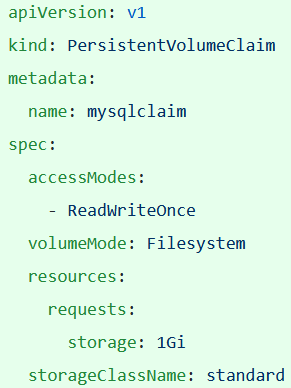 apiVersion: v1
kind: PersistentVolumeClaim
metadata:
  name: mysqlclaim
spec:
  accessModes:
    - ReadWriteOnce
  volumeMode: Filesystem
  resources:
    requests:
      storage: 1Gi
  storageClassName: standard